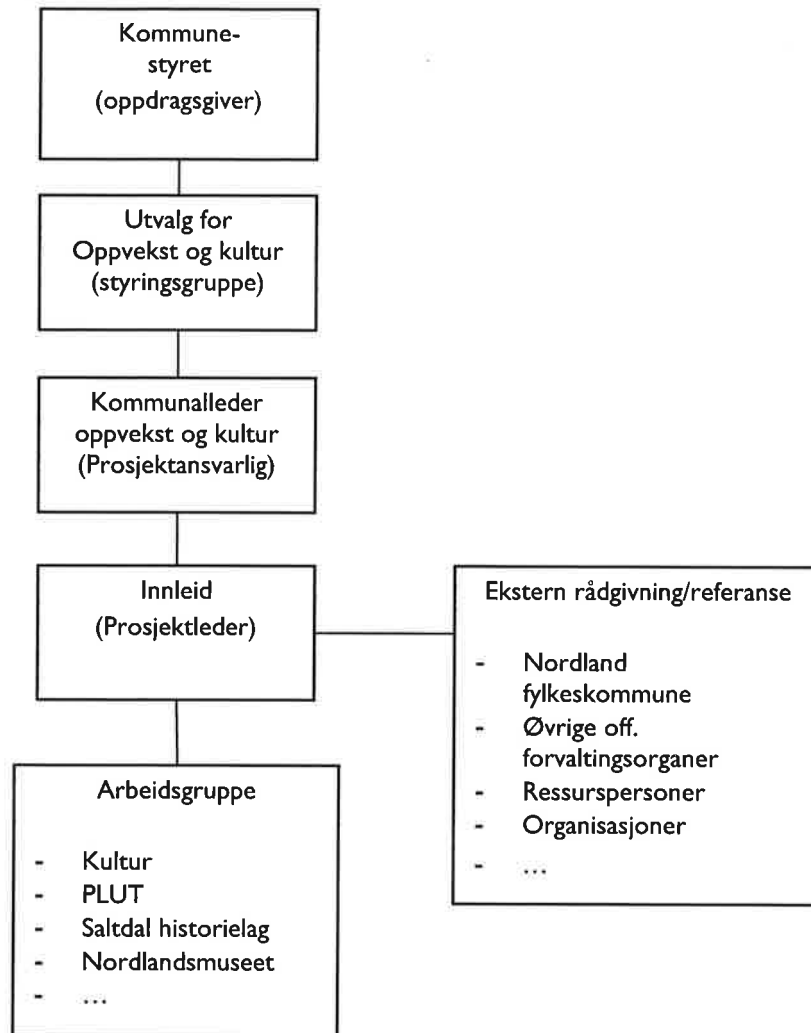 Kommune-
styret
(oppdragsgiver)
Utvalg for
Oppvekst og kultur
(styringsgruppe)
Kommunalleder
oppvekst og kultur
(Prosjektansvarlig)
Innleid
(Prosjektleder)
Ekstern rådgivning/referanse
- Nordland
fylkeskommune
- Øvrige off.
forvaltingsorganer
- Ressurspersoner
- Organisasjoner
- ...
Arbeidsgruppe
- Kultur
- PLUT
- Saltdal historielag
- Nordlandsmuseet
- ...